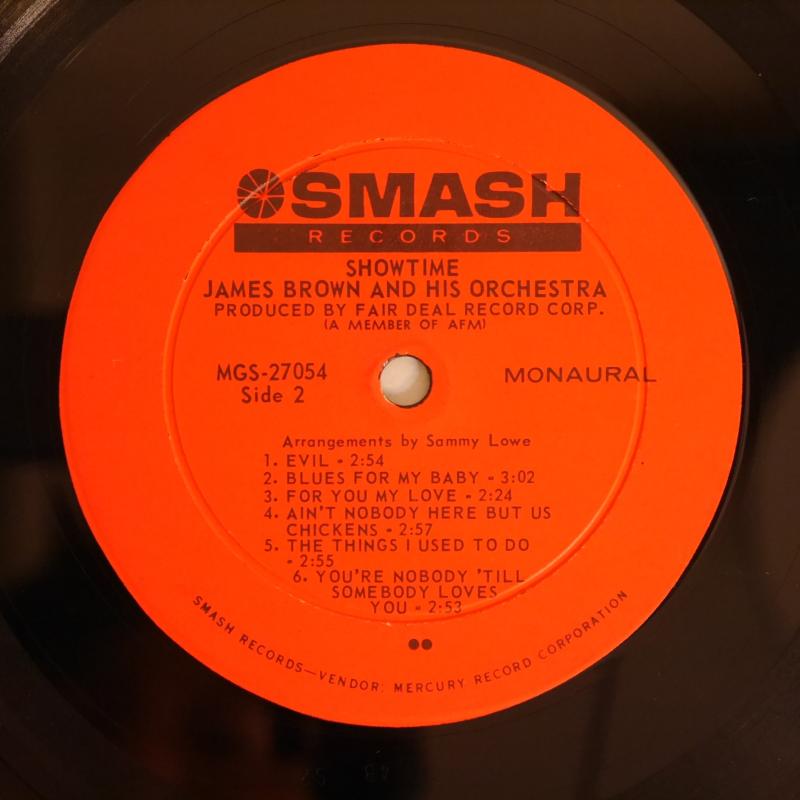 SMASH
RECORDS
SHOWTIME
JAMES BROWN AND HIS ORCHESTRA
PRODUCED BY FAIR DEAL RECORD CORP.
(A MEMBER OF AFM)
MGS-27054
Side 2
MONAURAL
Arrangements by Sammy Lowe
1. EVIL - 2:54
2. BLUES FOR MY BABY - 3:02
3. FOR YOU MY LOVE - 2:24
4. AIN'T NOBODY HERE BUT US
CHICKENS - 2:57
5. THE THINGS I USED TO DO
- 2:55
6. YOU'RE NOBODY 'TILL
SOMEBODY LOVES
YOU - 2:53
SMASH RECORDS—VENDOR: MERCURY RECORD CORPORATION